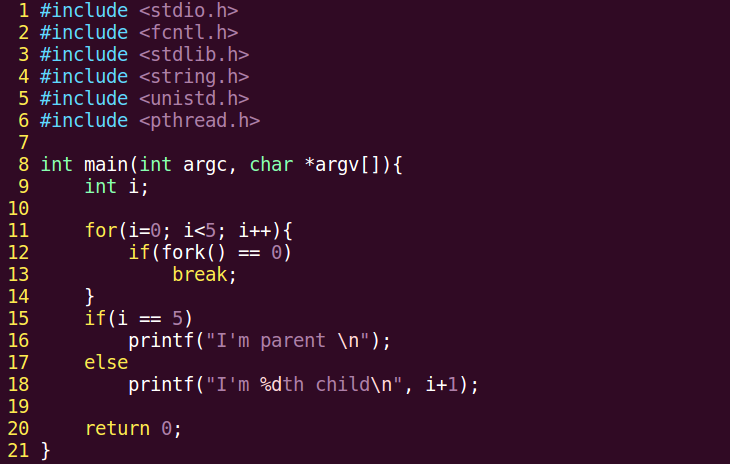 1 #include <stdio.h>
2 #include <fcntl.h>
3 #include <stdlib.h>
4 #include <string.h>
5 #include <unistd.h>
6 #include <pthread.h>
7
8 int main(int argc, char *argv[]){
9     int i;
10
11     for(i=0; i<5; i++){
12         if(fork() == 0)
13             break;
14     }
15     if(i == 5)
16         printf("I'm parent \n");
17     else
18         printf("I'm %dth child\n", i+1);
19
20     return 0;
21 }